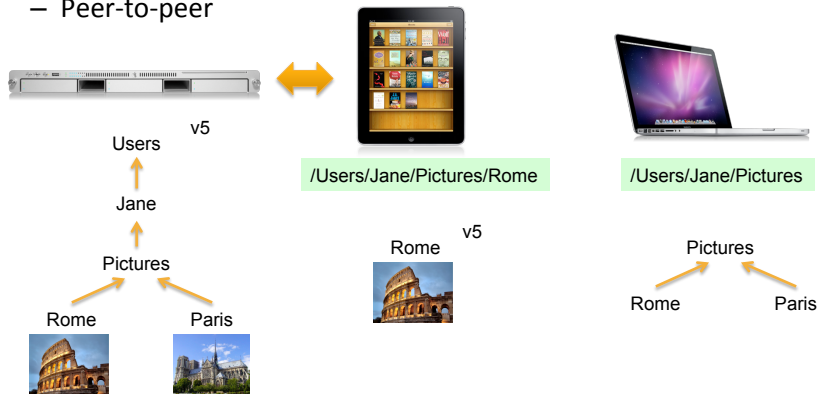 – Peer-to-peer
v5
Users
/Users/Jane/Pictures/Rome
/Users/Jane/Pictures
Jane
v5
Rome
Pictures
Pictures
Rome
Paris
Rome
Paris